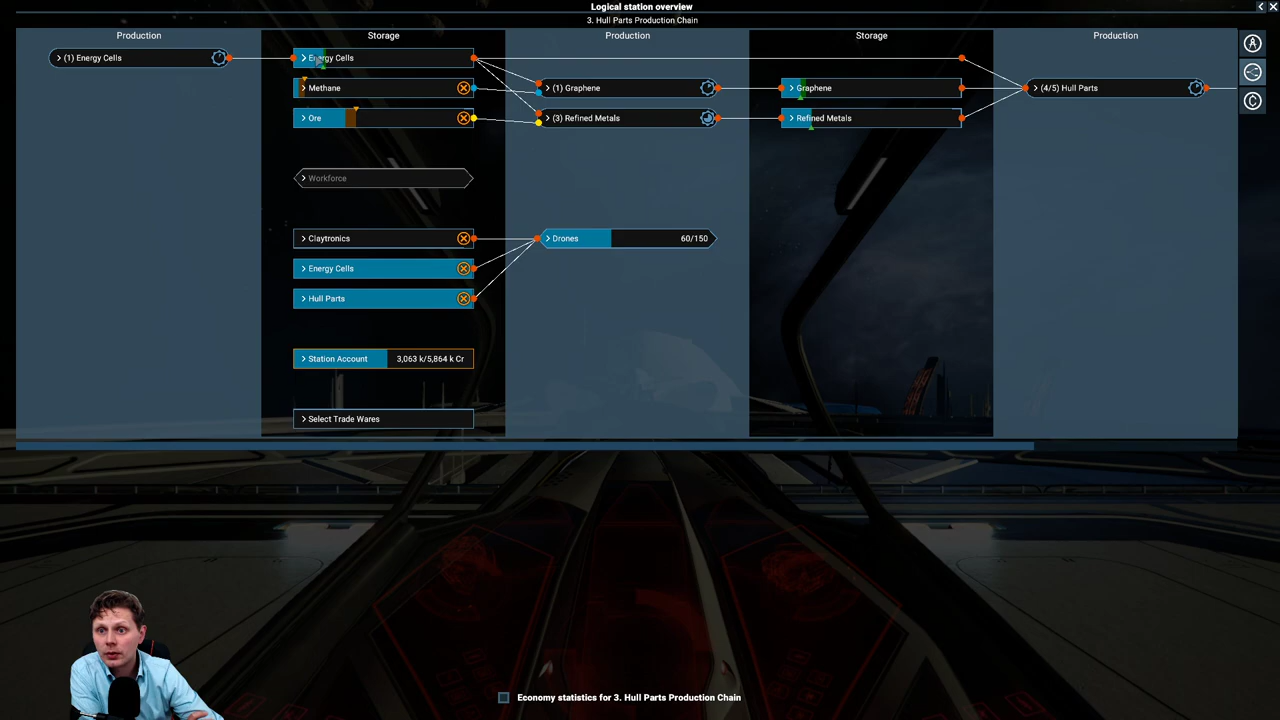 Logical station overview
3. Hull Parts Production Chain
Production
Storage
Production
Storage
Production
(1) Energy Cells
Energy Cells
Methane
(1) Graphene
Graphene
(4/5) Hull Parts
Ore
(3) Refined Metals
Refined Metals
Workforce
Claytronics
Drones 60/150
Energy Cells
Hull Parts
Station Account 3,063 k/5,864 k Cr
Select Trade Wares
Economy statistics for 3. Hull Parts Production Chain